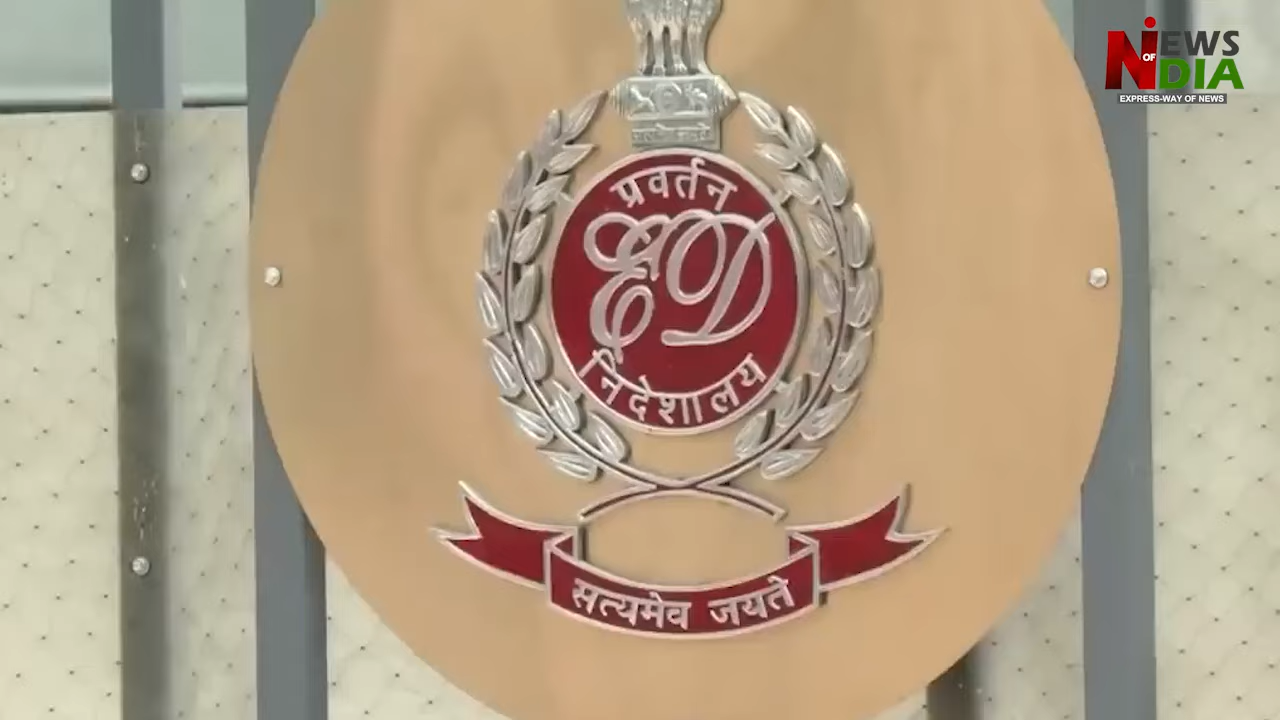 NEWS
OF
INDIA
EXPRESS-WAY OF NEWS
प्रवर्तन
ED
निदेशालय
सत्यमेव जयते